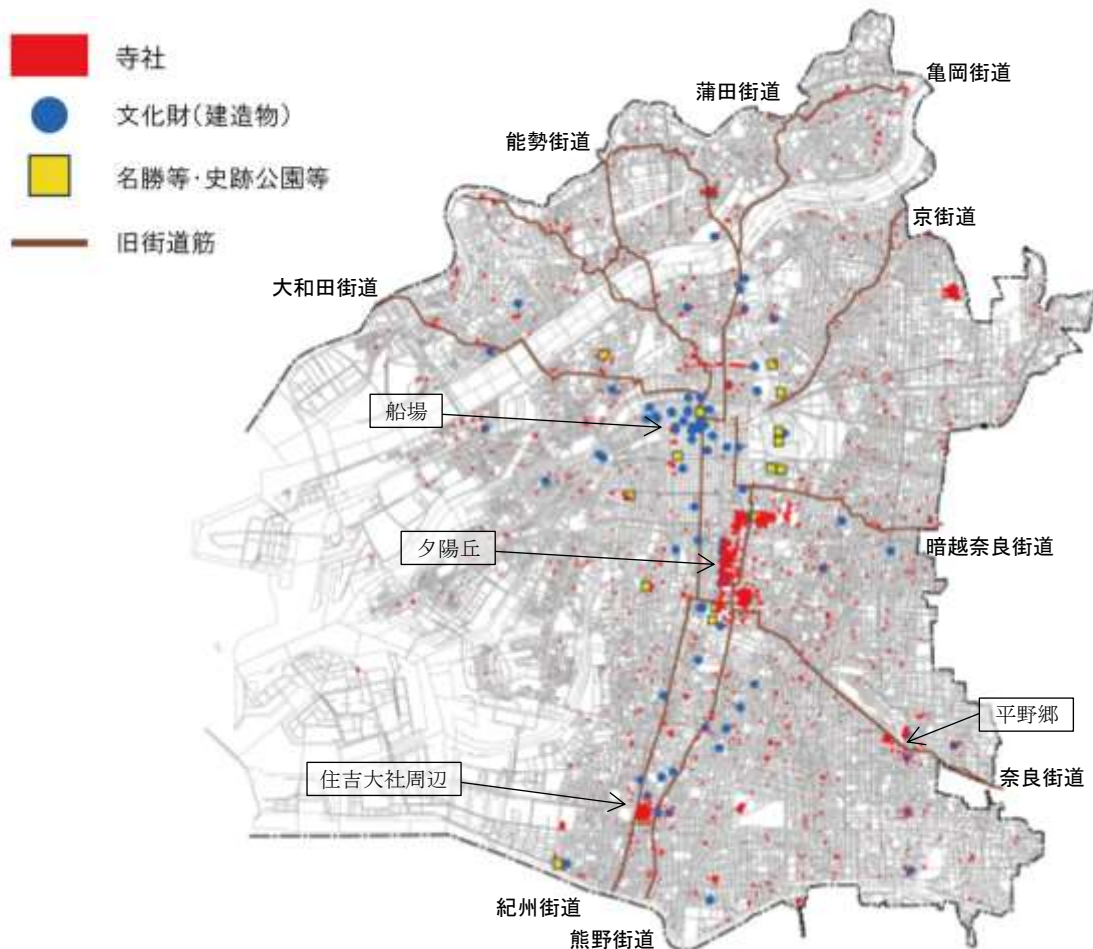 寺社
文化財(建造物)
名勝等・史跡公園等
旧街道筋
亀岡街道
蒲田街道
能勢街道
京街道
大和田街道
船場
夕陽丘
暗越奈良街道
平野郷
奈良街道
住吉大社周辺
紀州街道
熊野街道